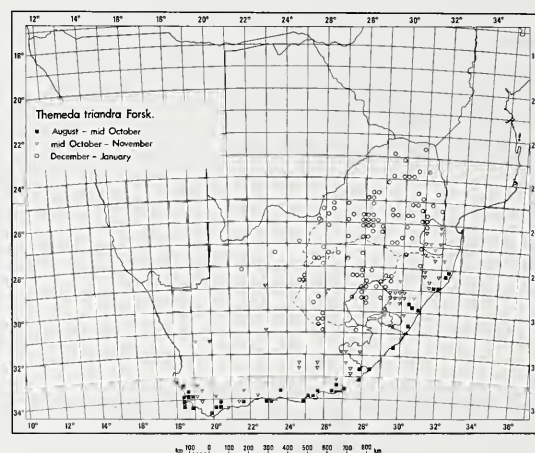 12° 14° 16° 18° 20° 22° 24° 26° 28° 30° 32° 34°
18°
20°
22°
24°
26°
28°
30°
32°
34°
Themeda triandra Forsk.
August - mid October
mid October - November
December - January
10° 12° 14° 16° 18° 20° 22° 24° 26° 28° 30° 32° 34° 36°
km 100 0 100 200 300 400 500 600 700 800 km